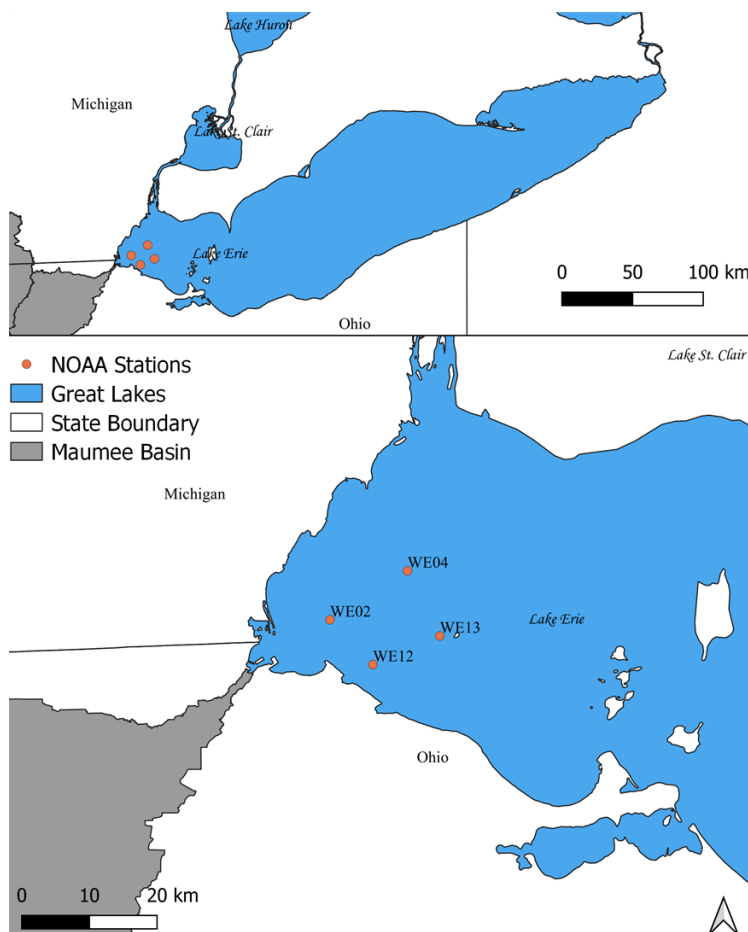 Lake Huron
Michigan
Lake St. Clair
Lake Erie
0 50 100 km
Ohio
NOAA Stations
Great Lakes
State Boundary
Maumee Basin
Lake St. Clair
Michigan
WE04
WE02
WE13
Lake Erie
WE12
Ohio
0 10 20 km